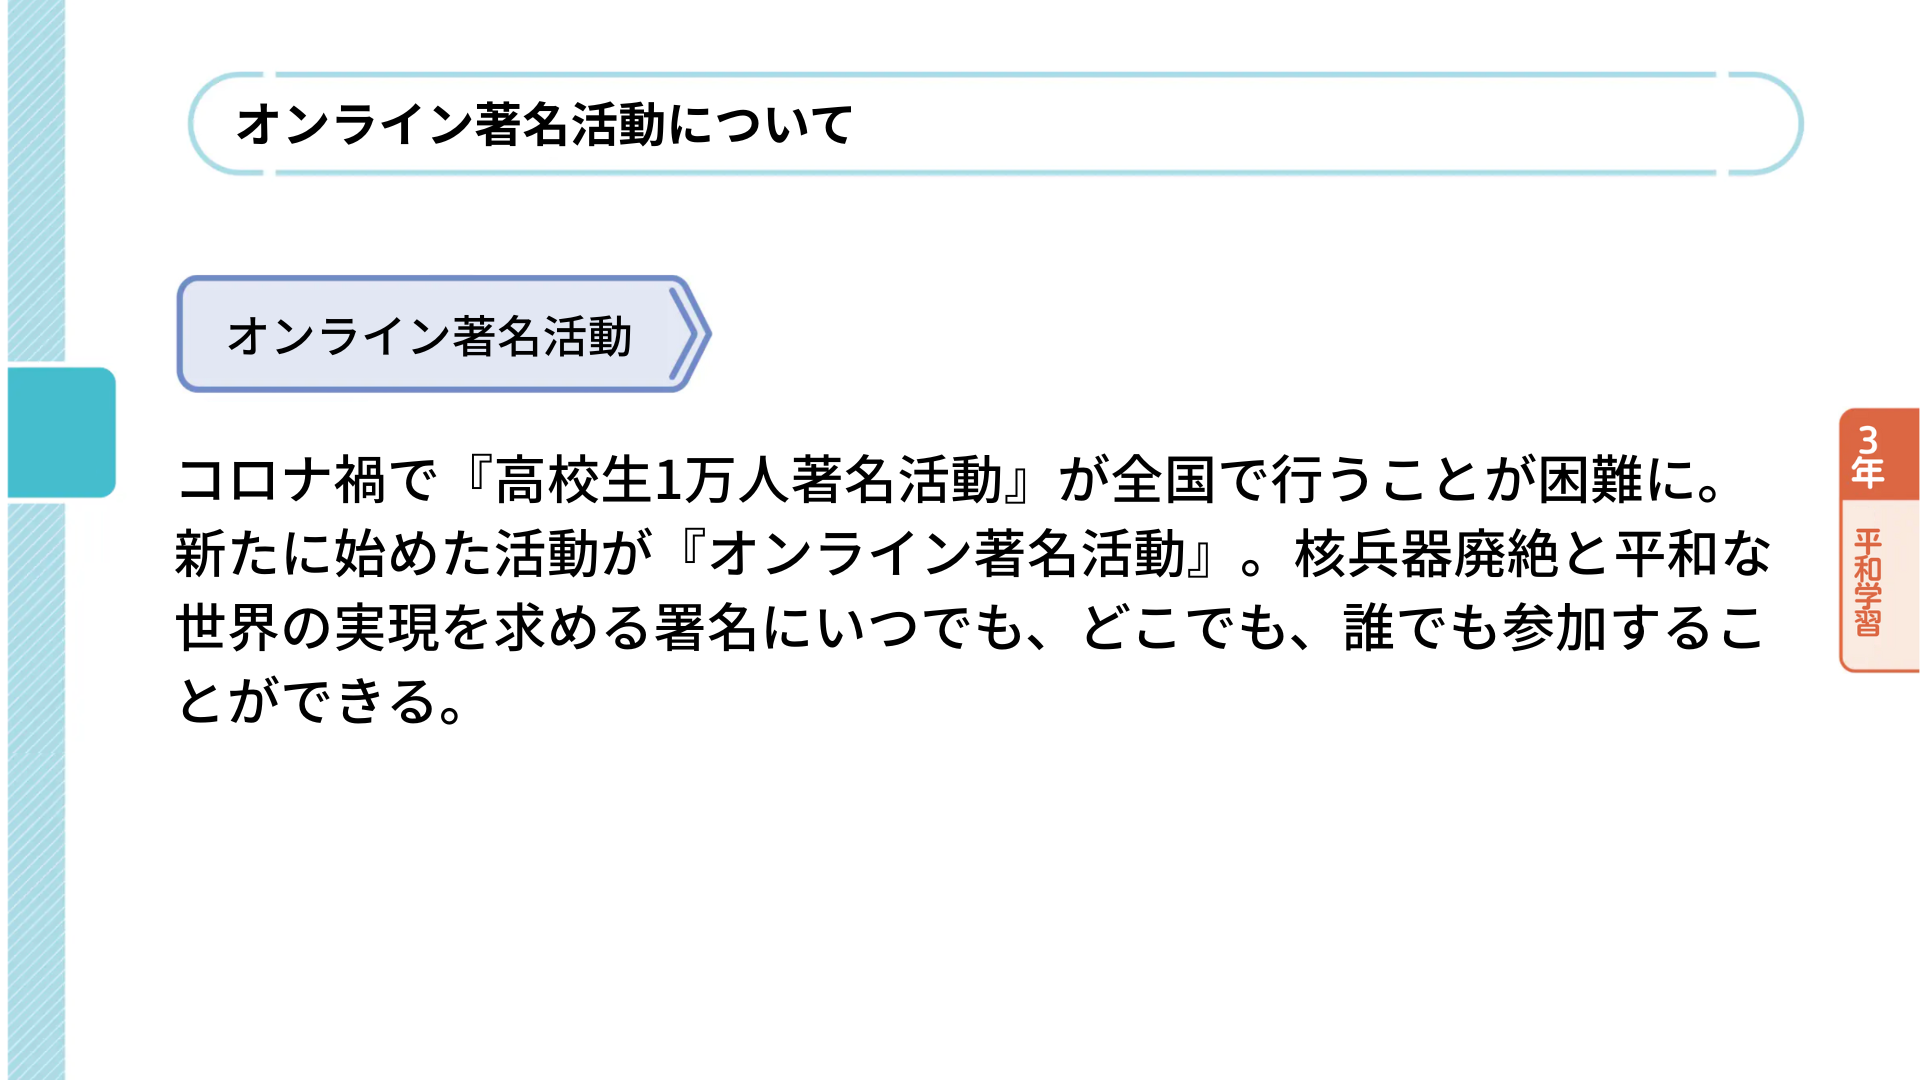 オンライン著名活動について
オンライン著名活動
コロナ禍で『高校生1万人著名活動』が全国で行うことが困難に。
新たに始めた活動が『オンライン著名活動』。核兵器廃絶と平和な
世界の実現を求める署名にいつでも、どこでも、誰でも参加するこ
とができる。
3年
平和学習